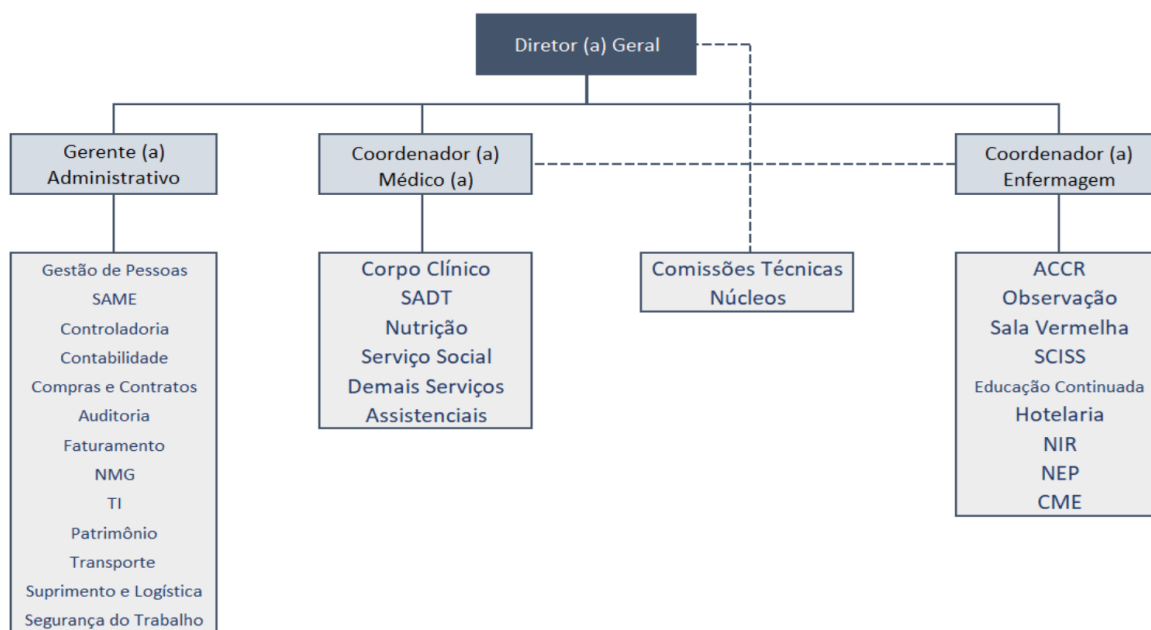 Diretor (a) Geral
Gerente (a)
Administrativo
Coordenador (a)
Médico (a)
Coordenador (a)
Enfermagem
Gestão de Pessoas
SAME
Controladoria
Contabilidade
Compras e Contratos
Auditoria
Faturamento
NMG
TI
Patrimônio
Transporte
Suprimento e Logística
Segurança do Trabalho
Corpo Clínico
SADT
Nutrição
Serviço Social
Demais Serviços
Assistenciais
Comissões Técnicas
Núcleos
ACCR
Observação
Sala Vermelha
SCISS
Educação Continuada
Hotelaria
NIR
NEP
CME